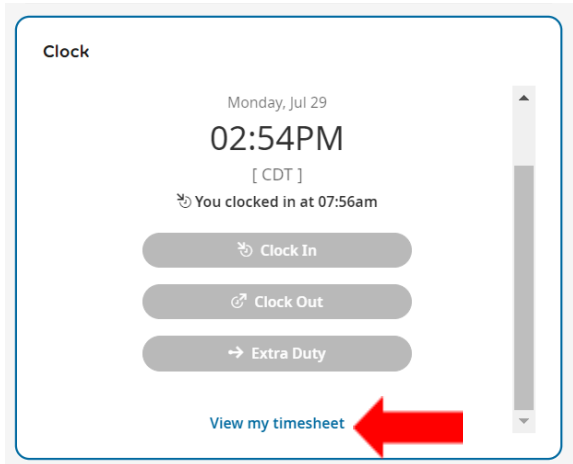 Clock
Monday, Jul 29
02:54PM
[ CDT ]
You clocked in at 07:56am
Clock In
Clock Out
Extra Duty
View my timesheet